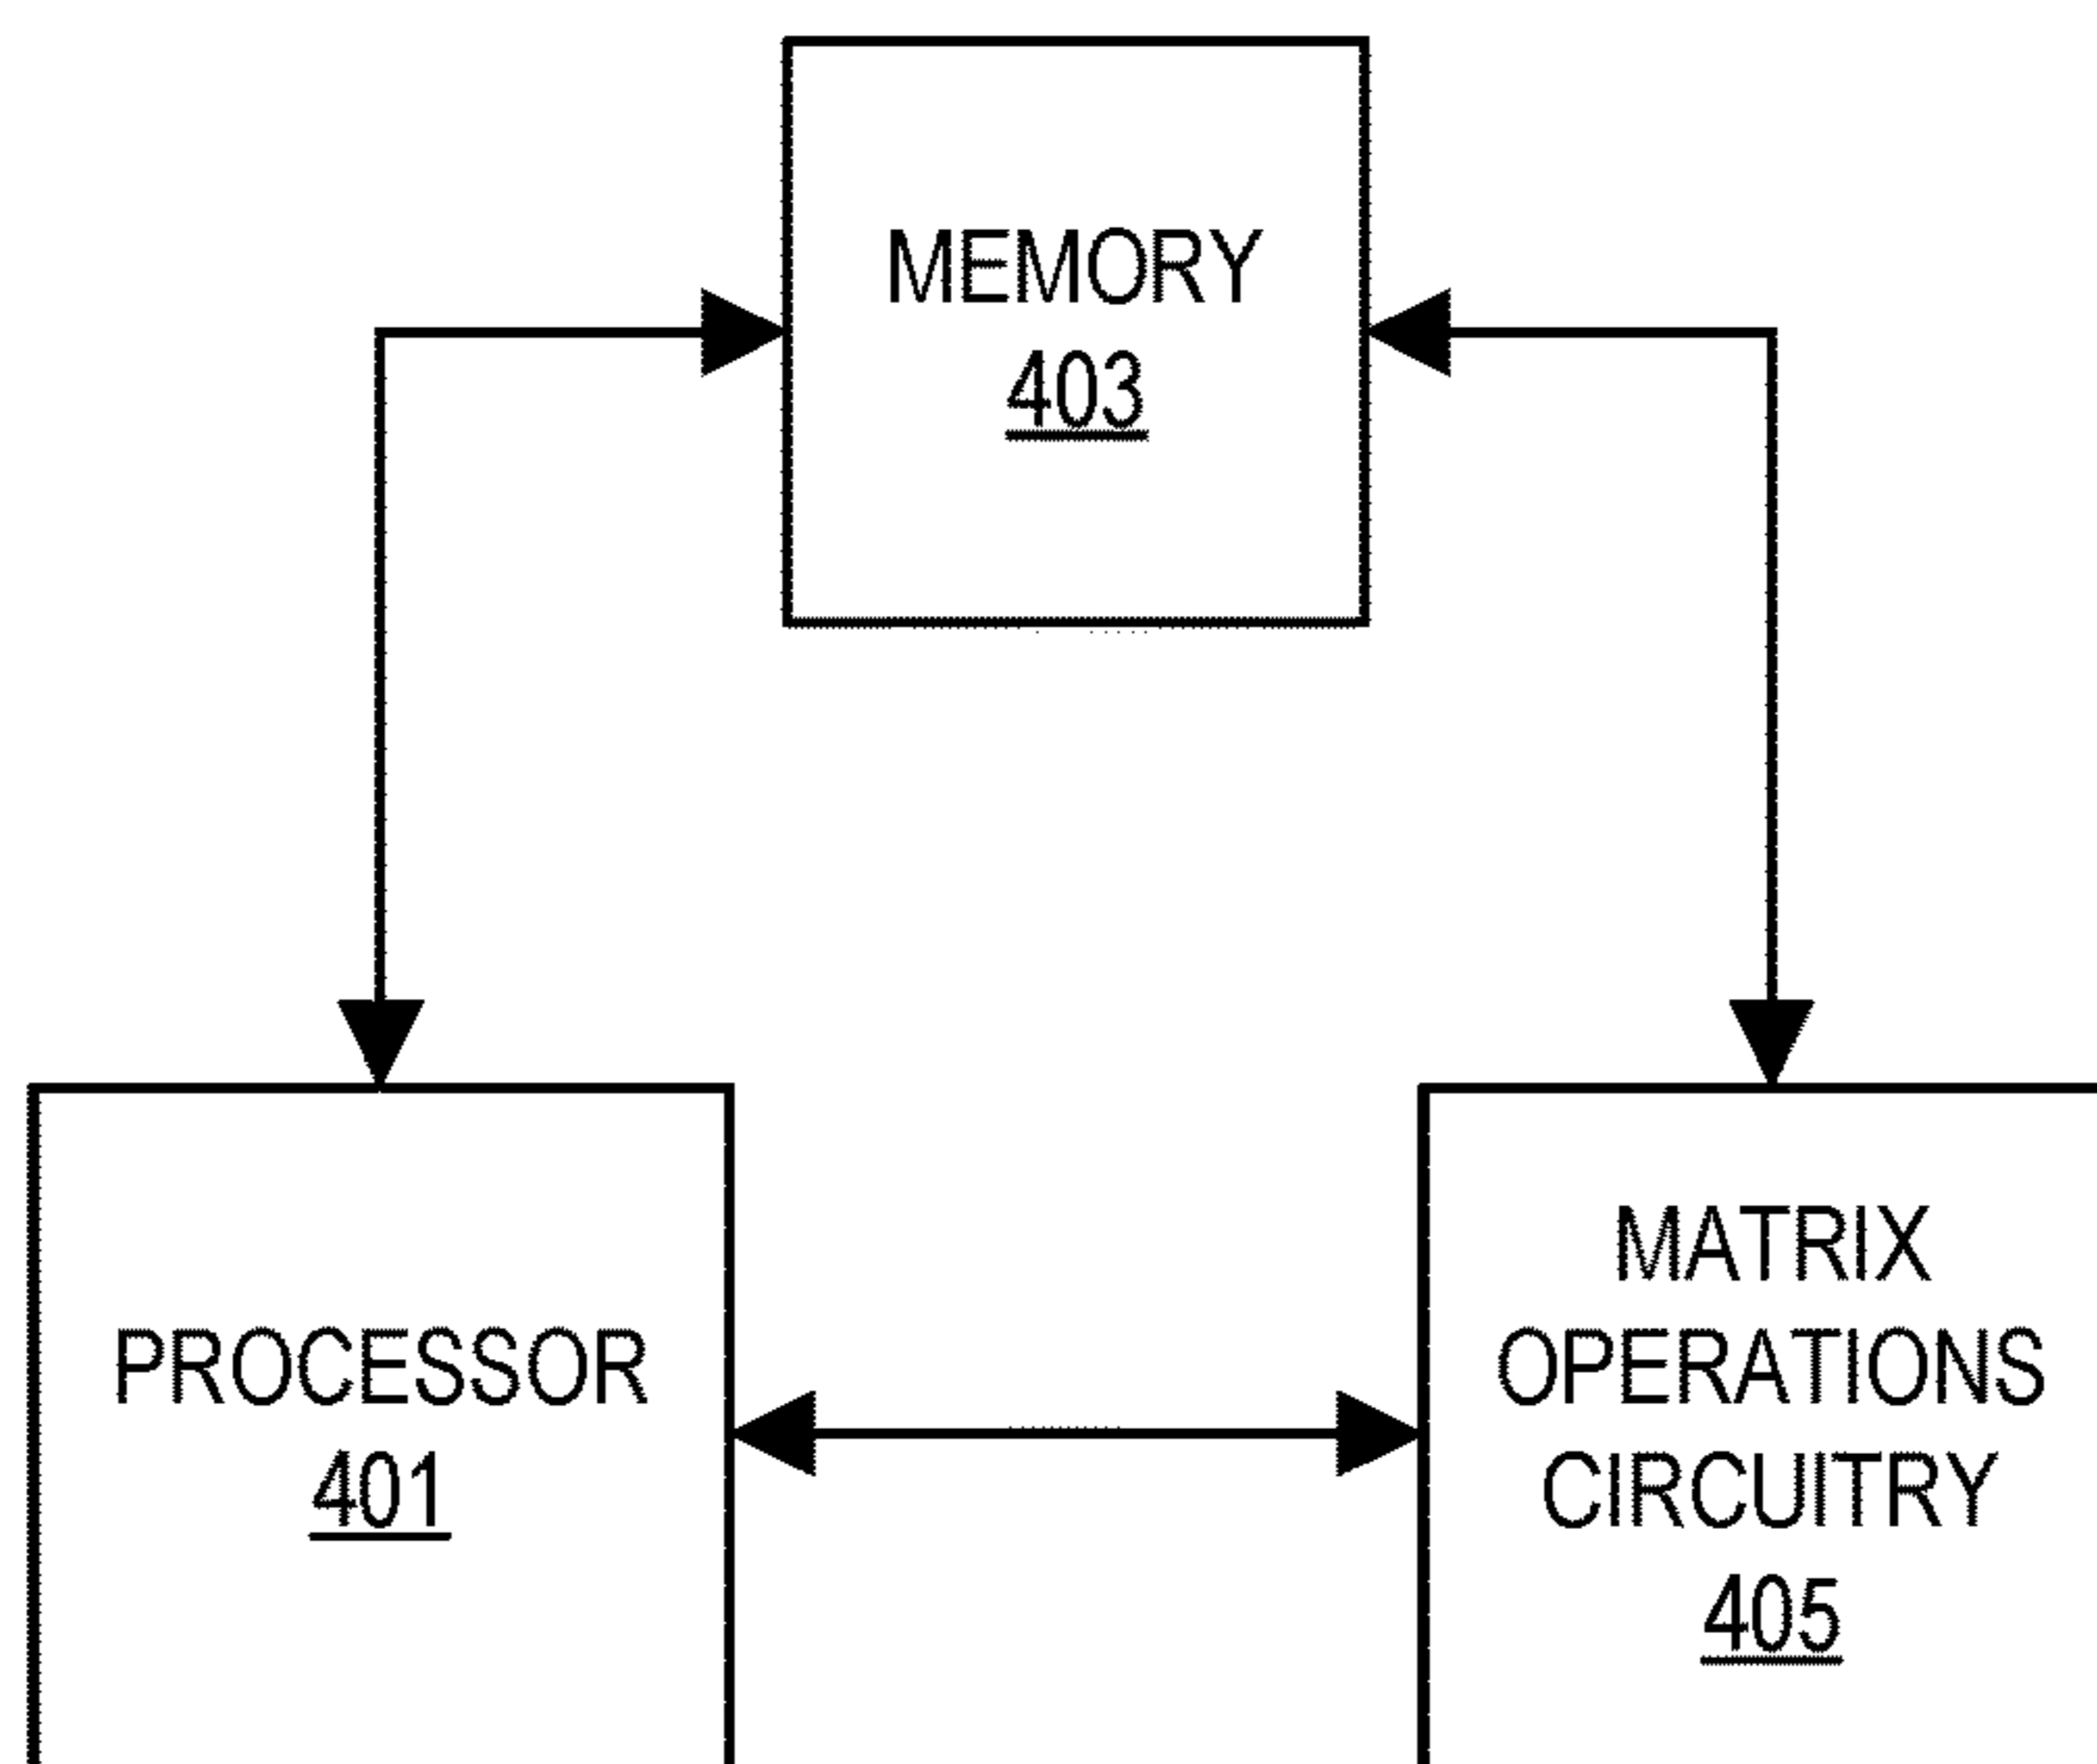 MEMORY
403
PROCESSOR
401
MATRIX
OPERATIONS
CIRCUITRY
405